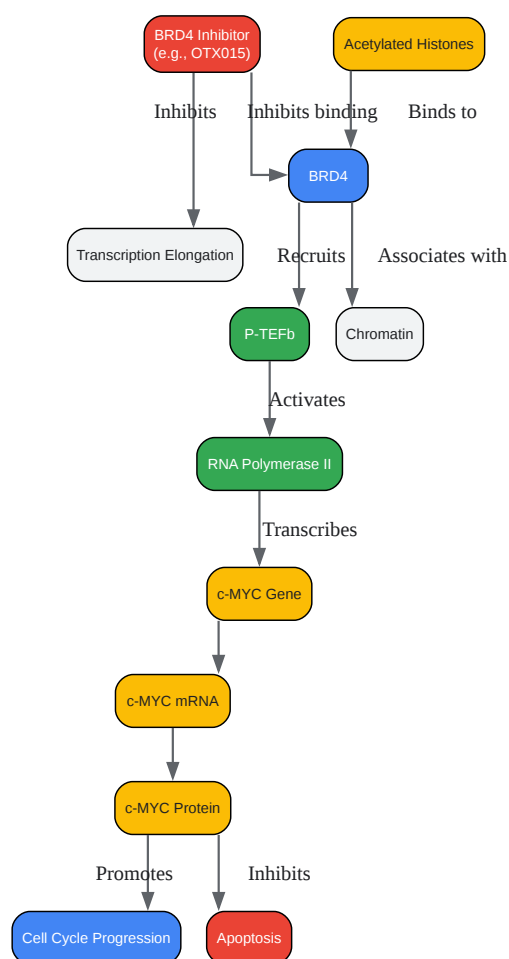 BRD4 Inhibitor
(e.g., OTX015)
Acetylated Histones
Inhibits
Inhibits binding
Binds to
BRD4
Transcription Elongation
Recruits
Associates with
P-TEFb
Chromatin
Activates
RNA Polymerase II
Transcribes
c-MYC Gene
c-MYC mRNA
c-MYC Protein
Promotes
Inhibits
Cell Cycle Progression
Apoptosis